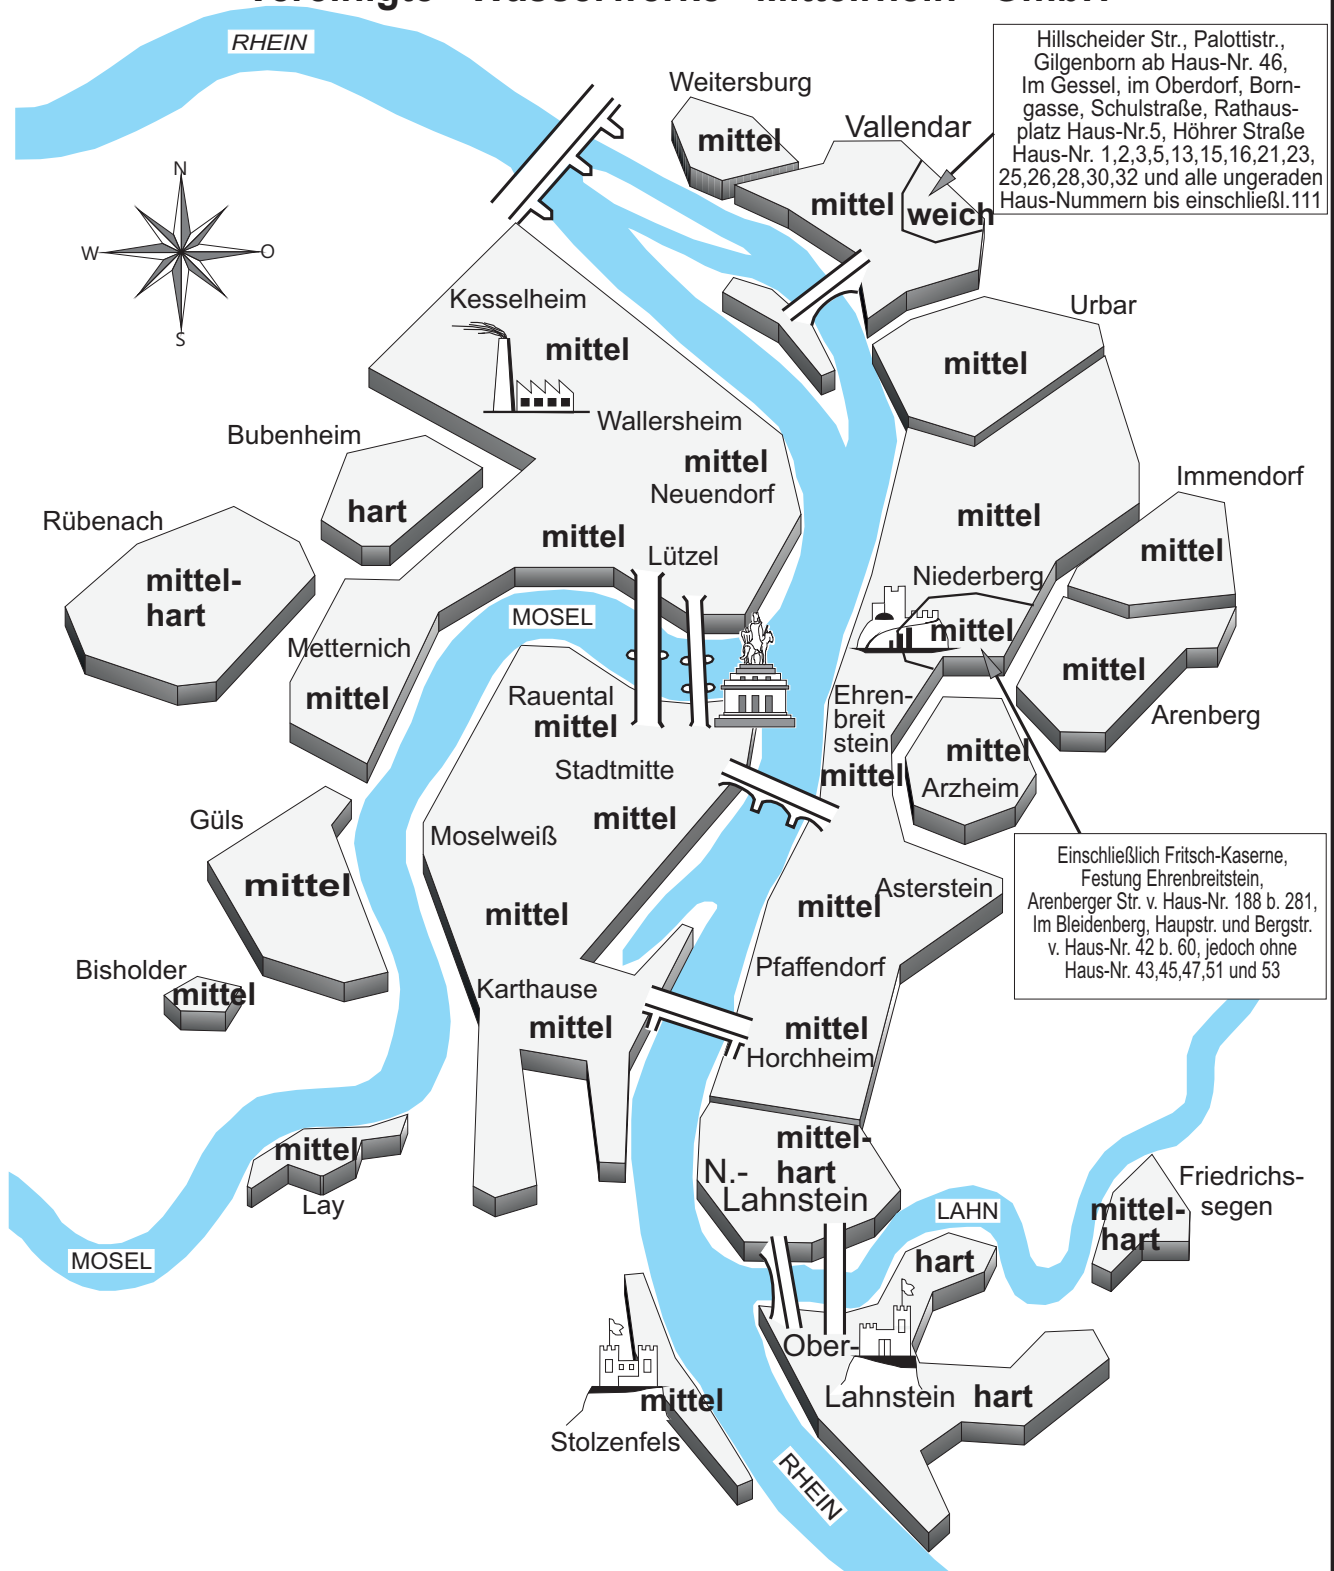 Vereinigte Wasserwerke Mittelrhein GmbH
RHEIN
Hillscheider Str., Palottistr.,
Gilgenborn ab Haus-Nr. 46,
Im Gessel, im Oberdorf, Born-
gasse, Schulstraße, Rathaus-
platz Haus-Nr.5, Höhrer Straße
Haus-Nr. 1,2,3,5,13,15,16,21,23,
25,26,28,30,32 und alle ungeraden
Haus-Nummern bis einschließl.111
Weitersburg
mittel
Vallendar
mittel
weich
N
W
O
S
Kesselheim
mittel
Urbar
mittel
Wallersheim
mittel
Neuendorf
Bubenheim
hart
Rübenach
mittel-
hart
mittel
Lützel
mittel
Immendorf
mittel
Niederberg
mittel
MOSEL
Metternich
mittel
Rauental
mittel
Ehren-
breit
stein
mittel
mittel
Arenberg
mittel
Arzheim
Stadtmitte
mittel
Güls
mittel
Moselweiß
mittel
Einschließlich Fritsch-Kaserne,
Festung Ehrenbreitstein,
Arenberger Str. v. Haus-Nr. 188 b. 281,
Im Bleidenberg, Haupstr. und Bergstr.
v. Haus-Nr. 42 b. 60, jedoch ohne
Haus-Nr. 43,45,47,51 und 53
Asterstein
mittel
Bisholder
mittel
Karthause
mittel
Pfaffendorf
mittel
Horchheim
mittel
Lay
mittel-
hart
N.-
Lahnstein
LAHN
Friedrichs-
segen
mittel-
hart
MOSEL
hart
Ober-
Lahnstein
hart
mittel
Stolzenfels
RHEIN